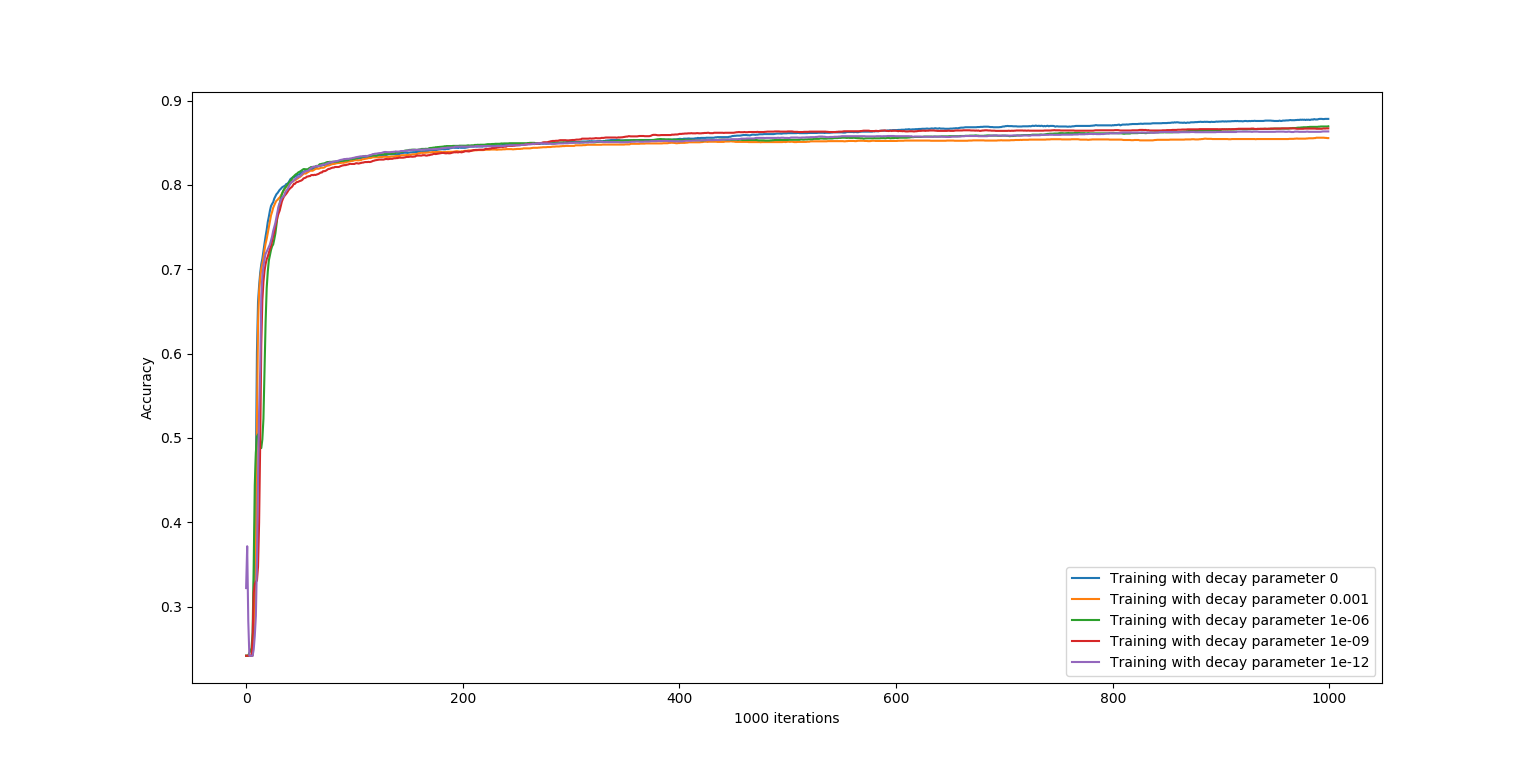 0.9
0.8
0.7
0.6
0.5
0.4
0.3
Accuracy
0 200 400 600 800 1000
1000 iterations
Training with decay parameter 0
Training with decay parameter 0.001
Training with decay parameter 1e-06
Training with decay parameter 1e-09
Training with decay parameter 1e-12